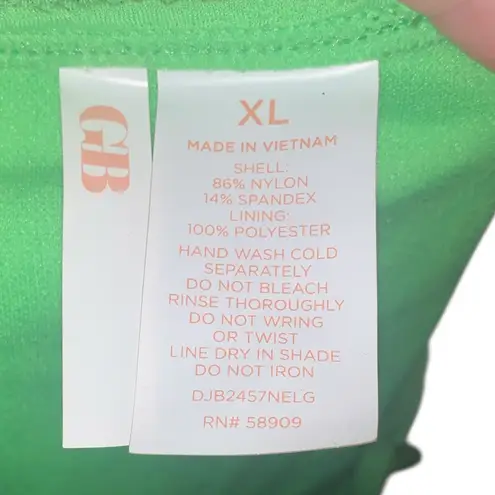 GB
XL
MADE IN VIETNAM
SHELL:
86% NYLON
14% SPANDEX
LINING:
100% POLYESTER
HAND WASH COLD
SEPARATELY
DO NOT BLEACH
RINSE THOROUGHLY
DO NOT WRING
OR TWIST
LINE DRY IN SHADE
DO NOT IRON
DJB2457NELG
RN# 58909